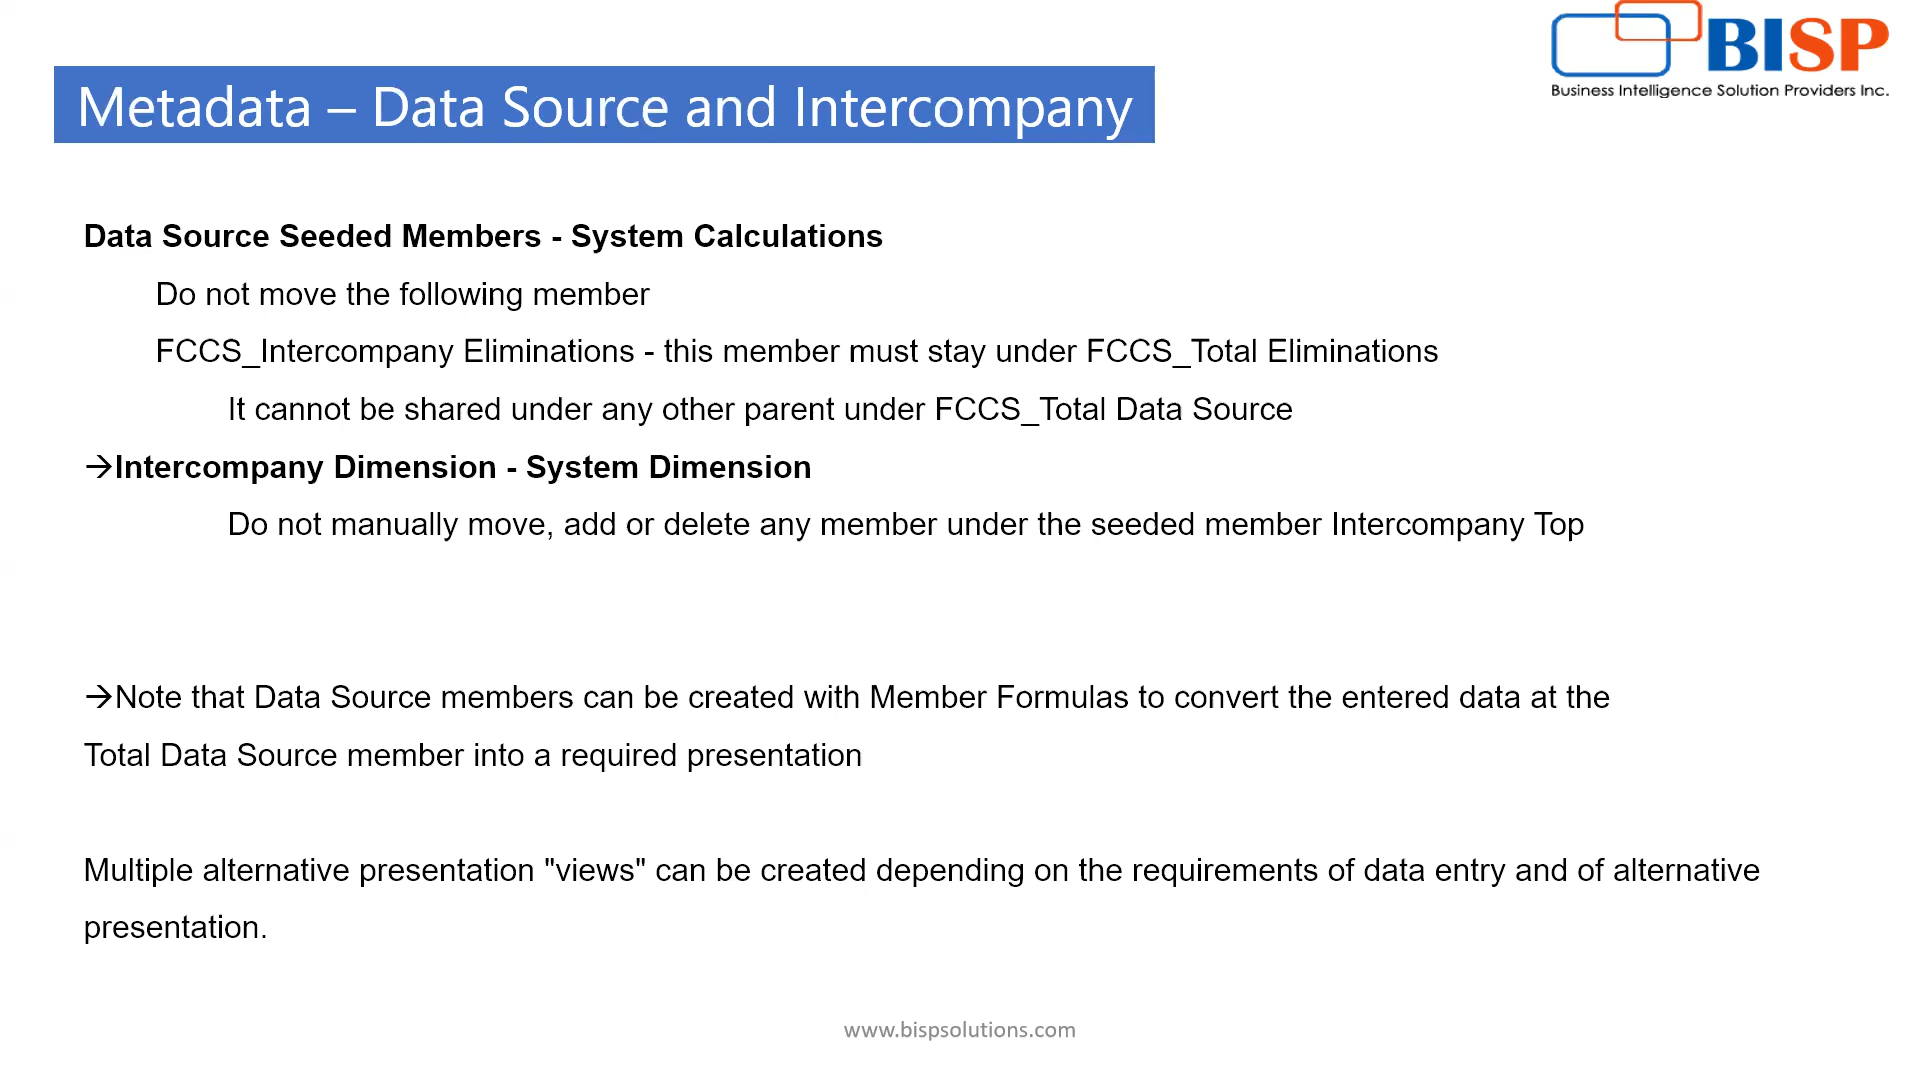 BISP
Business Intelligence Solution Providers Inc.
Metadata – Data Source and Intercompany
Data Source Seeded Members - System Calculations
Do not move the following member
FCCS_Intercompany Eliminations - this member must stay under FCCS_Total Eliminations
It cannot be shared under any other parent under FCCS_Total Data Source
→Intercompany Dimension - System Dimension
Do not manually move, add or delete any member under the seeded member Intercompany Top
→Note that Data Source members can be created with Member Formulas to convert the entered data at the
Total Data Source member into a required presentation
Multiple alternative presentation "views" can be created depending on the requirements of data entry and of alternative
presentation.
www.bispsolutions.com